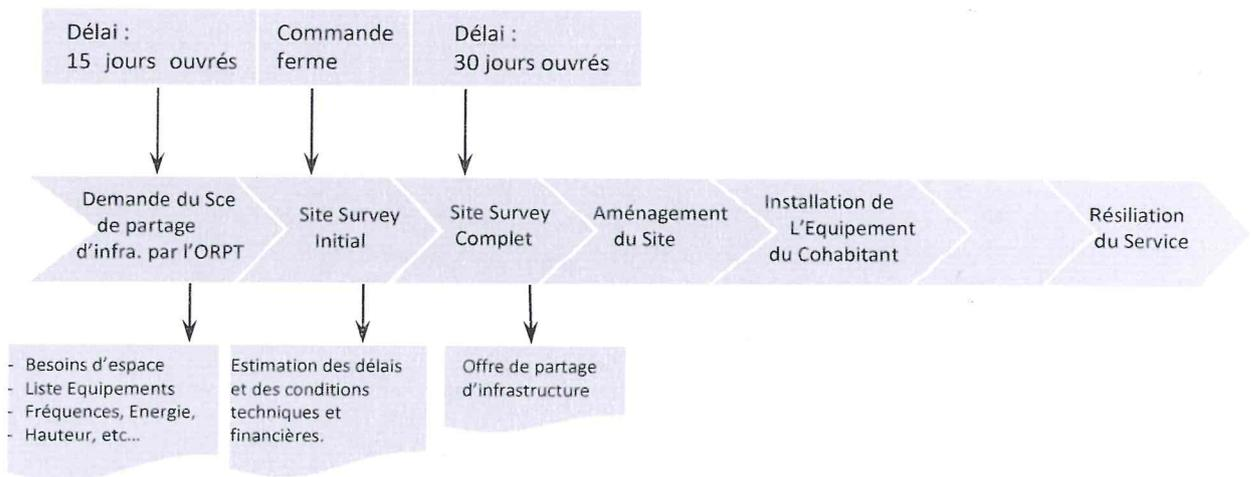 Délai :
15 jours ouvrés
Commande
ferme
Délai :
30 jours ouvrés
Demande du Sce
de partage
d'infra. par l'ORPT
Site Survey
Initial
Site Survey
Complet
Aménagement
du Site
Installation de
L'Equipement
du Cohabitant
Résiliation
du Service
- Besoins d'espace
- Liste Equipements
- Fréquences, Energie,
- Hauteur, etc...
Estimation des délais
et des conditions
techniques et
financières.
Offre de partage
d'infrastructure